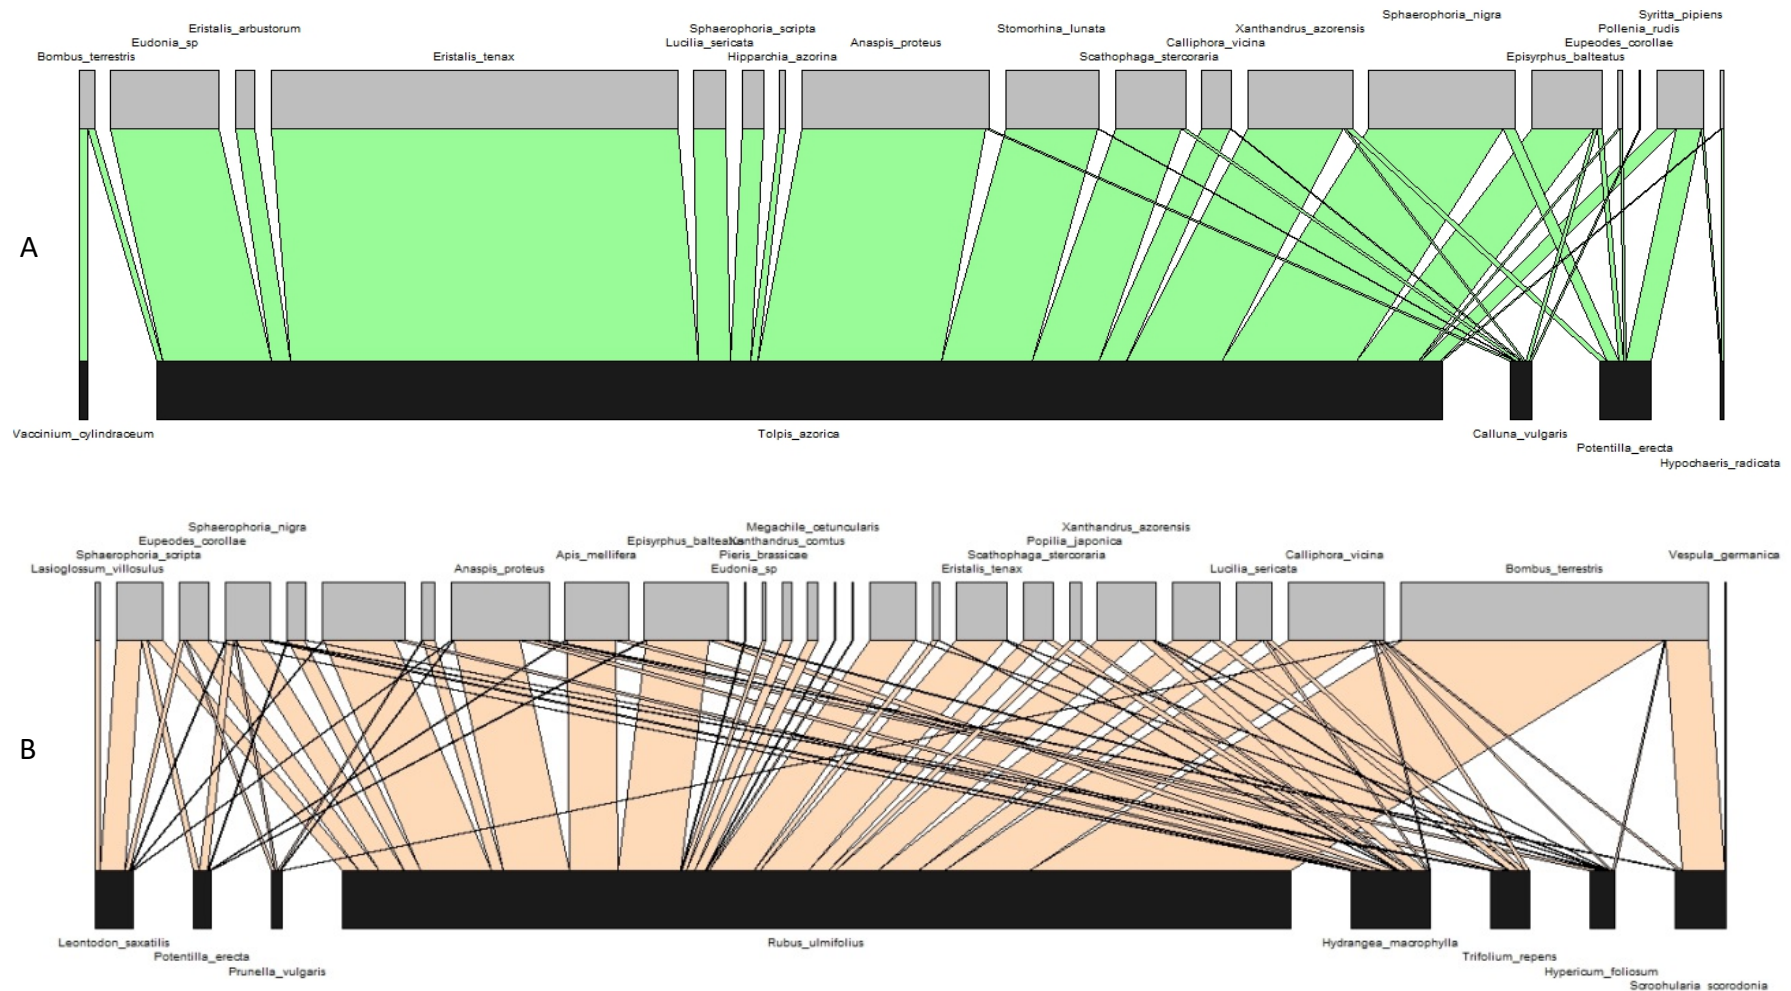 Sphaerophoria_nigra Syritta_pipiens
Eristalis_arbustorum Sphaerophoria_scripta Stomorhina_lunata Xanthandrus_azorensis Pollenia_rudis
Eudonia_sp Lucilia_sericata Anaspis_proteus Calliphora_vicina Eupeodes_corollae
Bombus_terrestris Eristalis_tenax Hipparchia_azorina Scathophaga_stercoraria Episyrphus_balteatus
A
Vaccinium_cylindraceum Tolpis_azorica Calluna_vulgaris
Potentilla_erecta
Hypochaeris_radicata
Sphaerophoria_nigra Megachile_cetuncularis Xanthandrus_azorensis
Eupeodes_corollae Episyrphus_balteatus Xanthandrus_comtus Popilia_japonica
Sphaerophoria_scripta Apis_mellifera Pieris_brassicae Scathophaga_stercoraria Calliphora_vicina Vespula_germanica
Lasioglossum_villosulus Anaspis_proteus Eudonia_sp Eristalis_tenax Lucilia_sericata Bombus_terrestris
B
Leontodon_saxatilis Rubus_ulmifolius Hydrangea_macrophylla
Potentilla_erecta Trifolium_repens
Prunella_vulgaris Hypericum_foliosum
Scrophularia_scorodonia